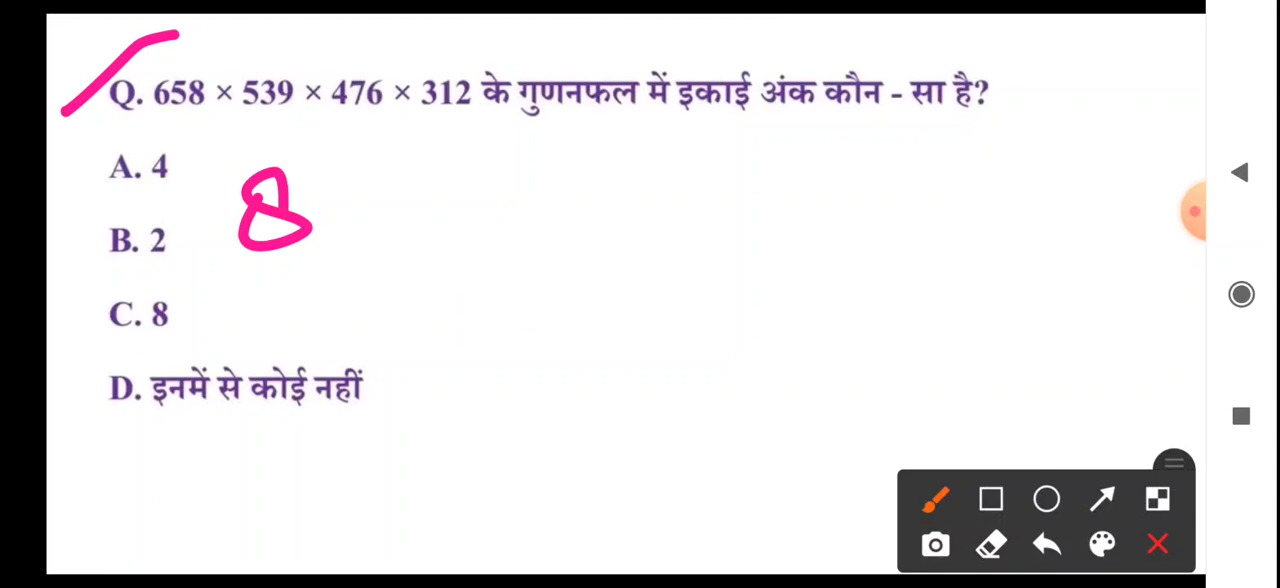 Q. 658 × 539 × 476 × 312 के गुणनफल में इकाई अंक कौन - सा है?
A. 4
8
B. 2
C. 8
D. इनमें से कोई नहीं